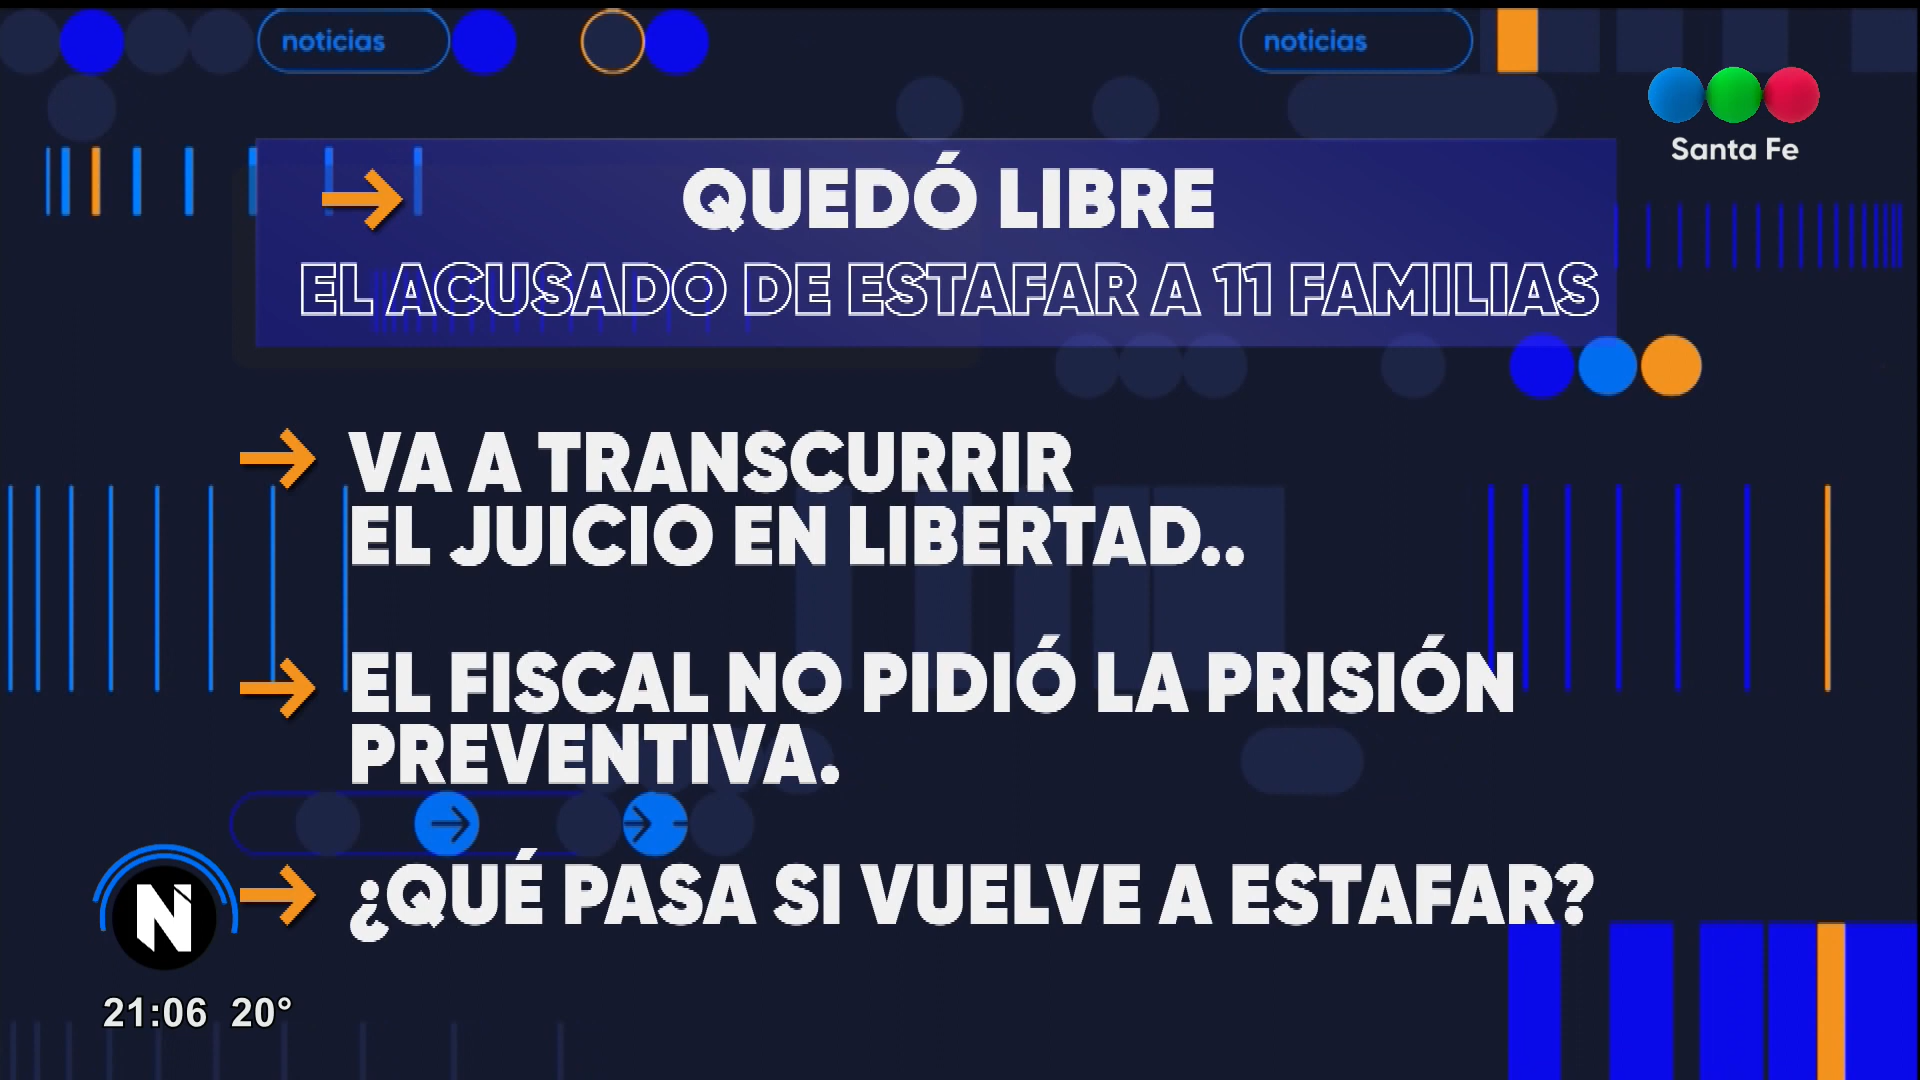 noticias
noticias
Santa Fe
QUEDÓ LIBRE
EL ACUSADO DE ESTAFAR A 11 FAMILIAS
VA A TRANSCURRIR
EL JUICIO EN LIBERTAD..
EL FISCAL NO PIDIÓ LA PRISIÓN
PREVENTIVA.
¿QUÉ PASA SI VUELVE A ESTAFAR?
N
21:06 20°